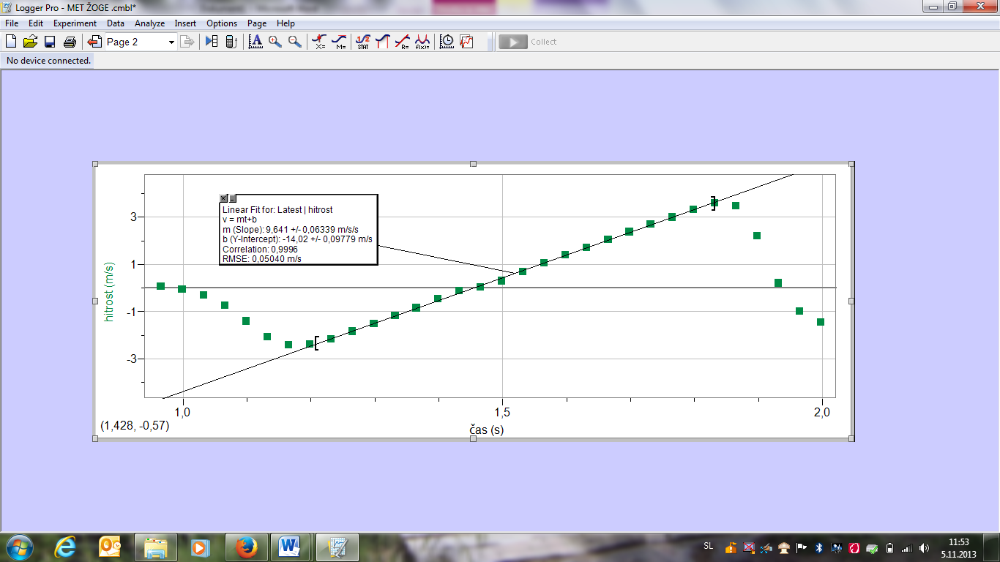 Logger Pro - MET ŽOGE .cmbl*
File Edit Experiment Data Analyze Insert Options Page Help
Page 2
Collect
No device connected.
Linear Fit for: Latest | hitrost
v = mt+b
m (Slope): 9,641 +/- 0,06339 m/s/s
b (Y-Intercept): -14,02 +/- 0,09779 m/s
Correlation: 0,9996
RMSE: 0,05040 m/s
3
1
-1
-3
hitrost (m/s)
1,0 1,5 2,0
(1,428, -0,57)
čas (s)
SL
11:53
5.11.2013